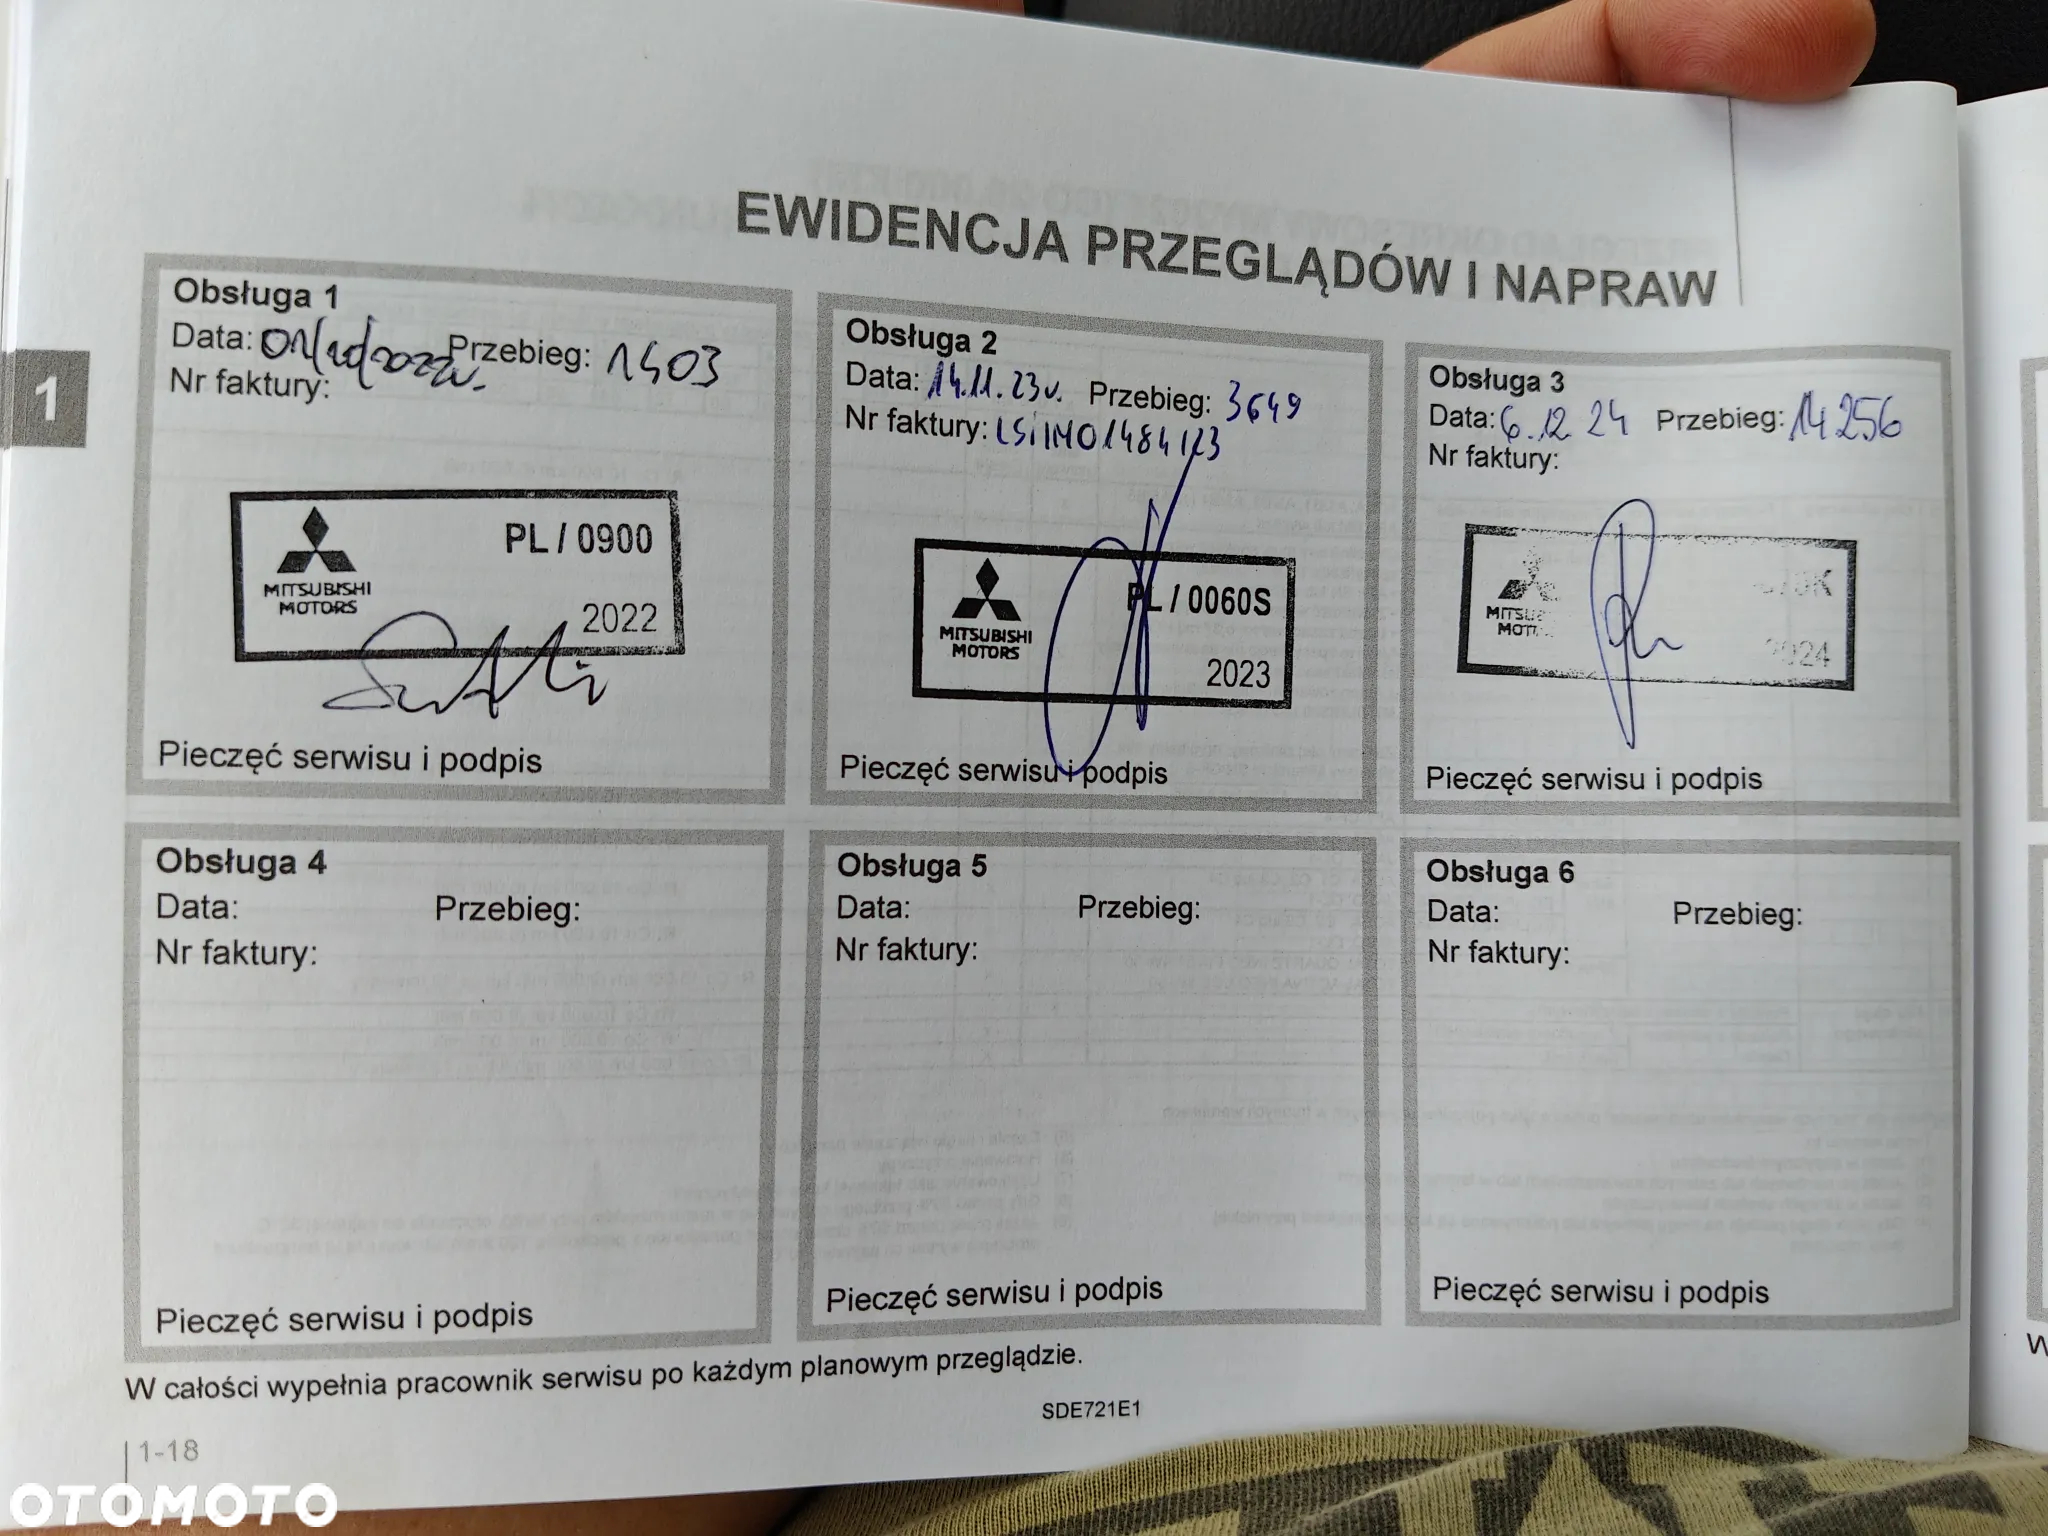 EWIDENCJA PRZEGLĄDÓW I NAPRAW
1
Obsługa 1
Data: 01/10/2022r. Przebieg: 1403
Nr faktury:
PL / 0900
MITSUBISHI
MOTORS
2022
Pieczęć serwisu i podpis
Obsługa 2
Data: 14.11.23r. Przebieg: 3649
Nr faktury:
PL / 0060S
MITSUBISHI
MOTORS
2023
Pieczęć serwisu i podpis
Obsługa 3
Data: 6.12.24 Przebieg: 14256
Nr faktury:
Pieczęć serwisu i podpis
Obsługa 4
Data: Przebieg:
Nr faktury:
Pieczęć serwisu i podpis
Obsługa 5
Data: Przebieg:
Nr faktury:
Pieczęć serwisu i podpis
Obsługa 6
Data: Przebieg:
Nr faktury:
Pieczęć serwisu i podpis
W całości wypełnia pracownik serwisu po każdym planowym przeglądzie.
SDE721E1
1-18
OTOMOTO